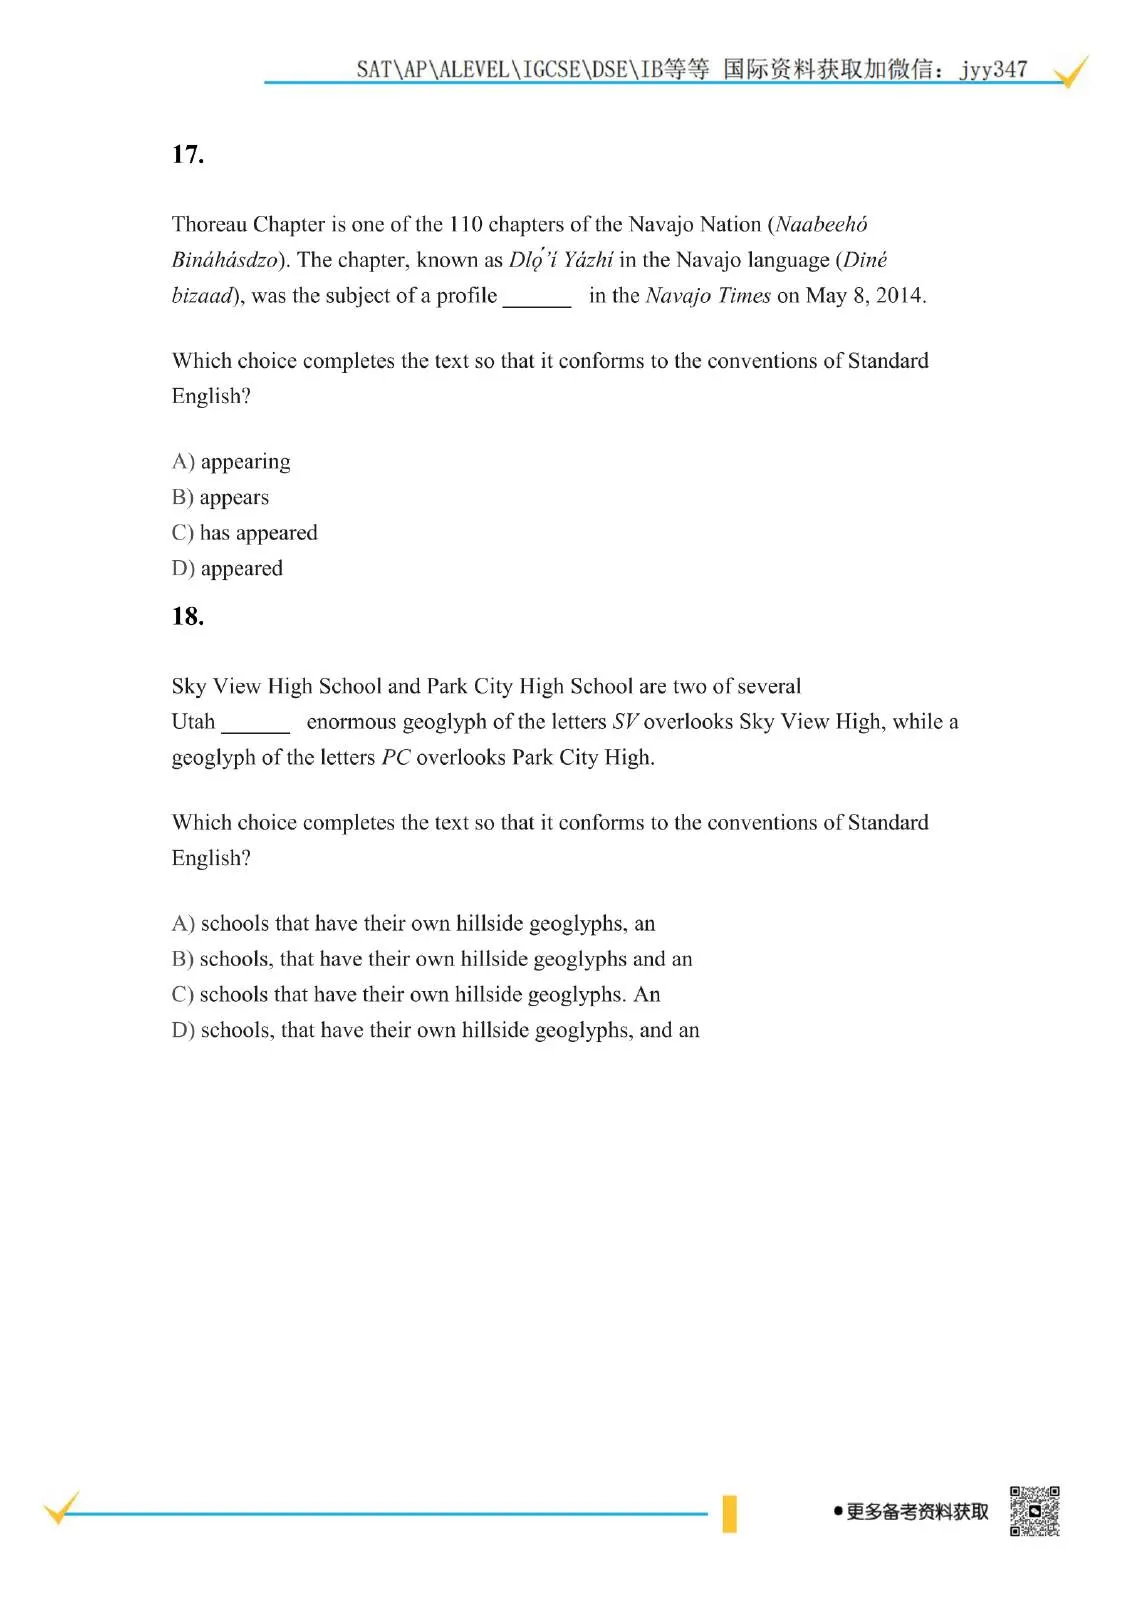 SAT\AP\ALEVEL\IGCSE\DSE\IB等等 国际资料获取加微信：jyy347
17.
Thoreau Chapter is one of the 110 chapters of the Navajo Nation (Naabeehó
Bináhásdzo). The chapter, known as Dlǫ́’í Yázhí in the Navajo language (Diné
bizaad), was the subject of a profile ______ in the Navajo Times on May 8, 2014.
Which choice completes the text so that it conforms to the conventions of Standard
English?
A) appearing
B) appears
C) has appeared
D) appeared
18.
Sky View High School and Park City High School are two of several
Utah ______ enormous geoglyph of the letters SV overlooks Sky View High, while a
geoglyph of the letters PC overlooks Park City High.
Which choice completes the text so that it conforms to the conventions of Standard
English?
A) schools that have their own hillside geoglyphs, an
B) schools, that have their own hillside geoglyphs and an
C) schools that have their own hillside geoglyphs. An
D) schools, that have their own hillside geoglyphs, and an
•更多备考资料获取